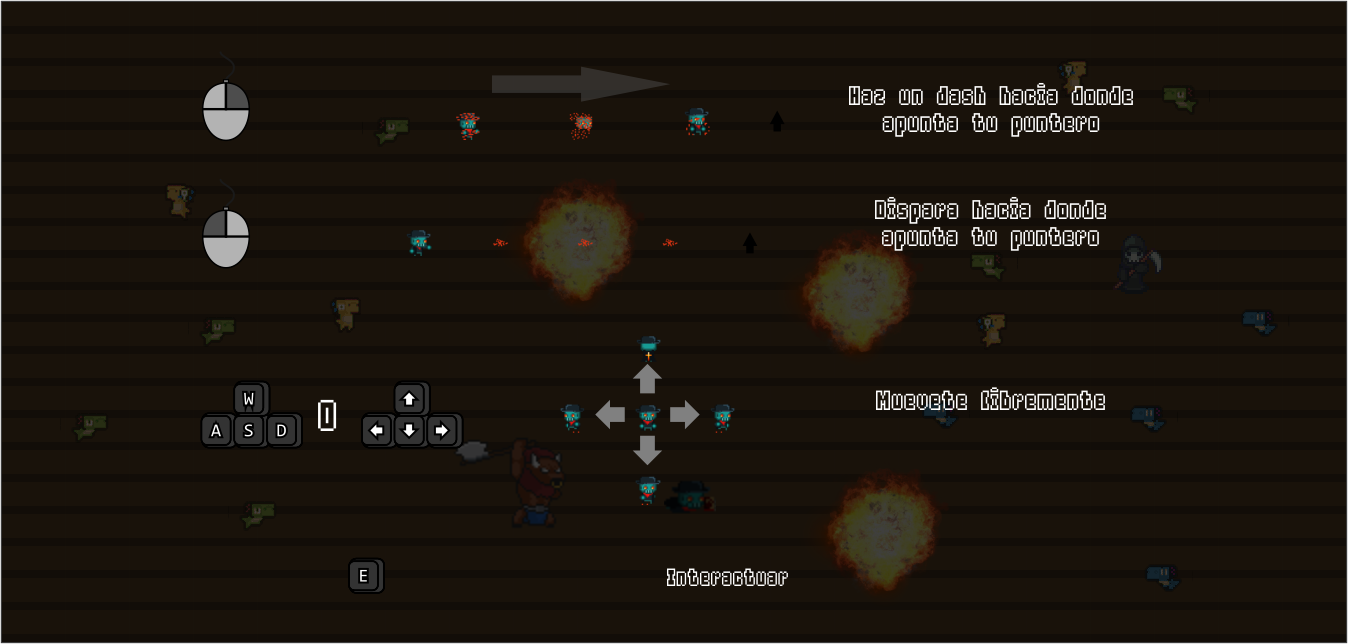 Haz un dash hacia donde
apunta tu puntero
Dispara hacia donde
apunta tu puntero
W
O
A S D
Muevete libremente
E
Interactuar